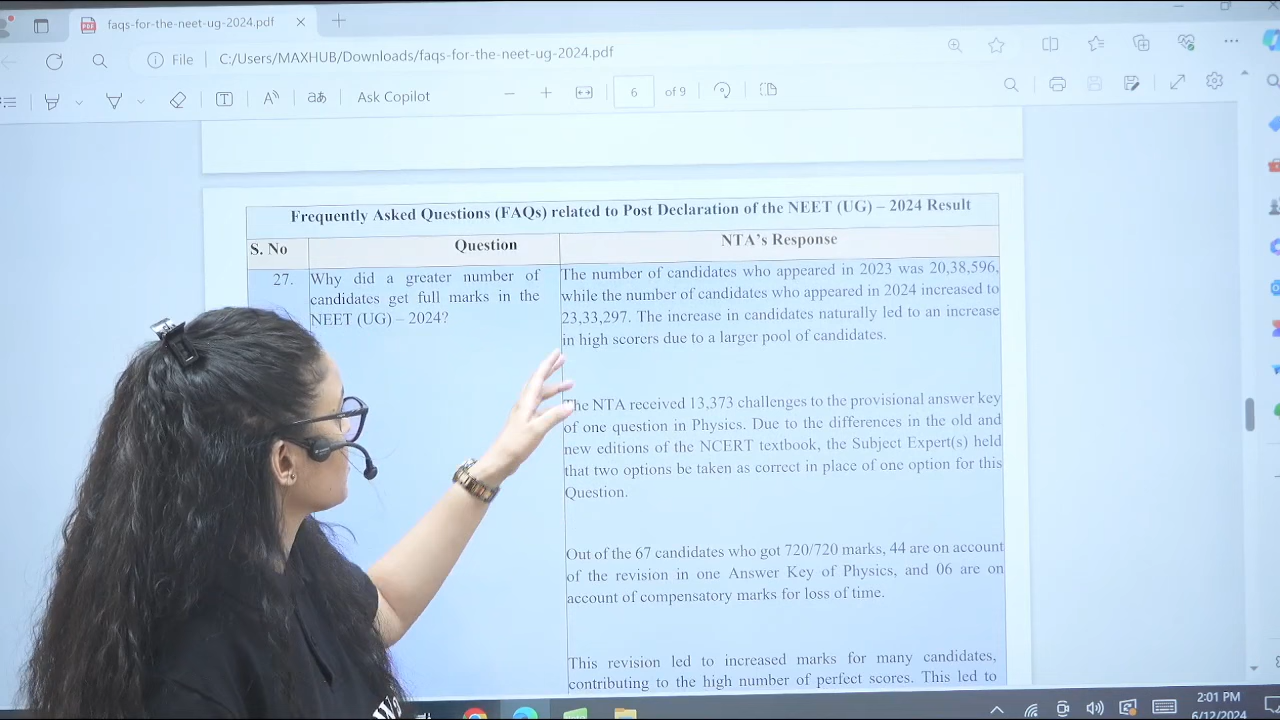 faqs-for-the-neet-ug-2024.pdf
File C:/Users/MAXHUB/Downloads/faqs-for-the-neet-ug-2024.pdf
Ask Copilot 6 of 9
Frequently Asked Questions (FAQs) related to Post Declaration of the NEET (UG) – 2024 Result
S. No Question NTA's Response
27. Why did a greater number of
candidates get full marks in the
NEET (UG) – 2024?
The number of candidates who appeared in 2023 was 20,38,596,
while the number of candidates who appeared in 2024 increased to
23,33,297. The increase in candidates naturally led to an increase
in high scorers due to a larger pool of candidates.
The NTA received 13,373 challenges to the provisional answer key
of one question in Physics. Due to the differences in the old and
new editions of the NCERT textbook, the Subject Expert(s) held
that two options be taken as correct in place of one option for this
Question.
Out of the 67 candidates who got 720/720 marks, 44 are on account
of the revision in one Answer Key of Physics, and 06 are on
account of compensatory marks for loss of time.
This revision led to increased marks for many candidates,
contributing to the high number of perfect scores. This led to
2:01 PM
6/12/2024